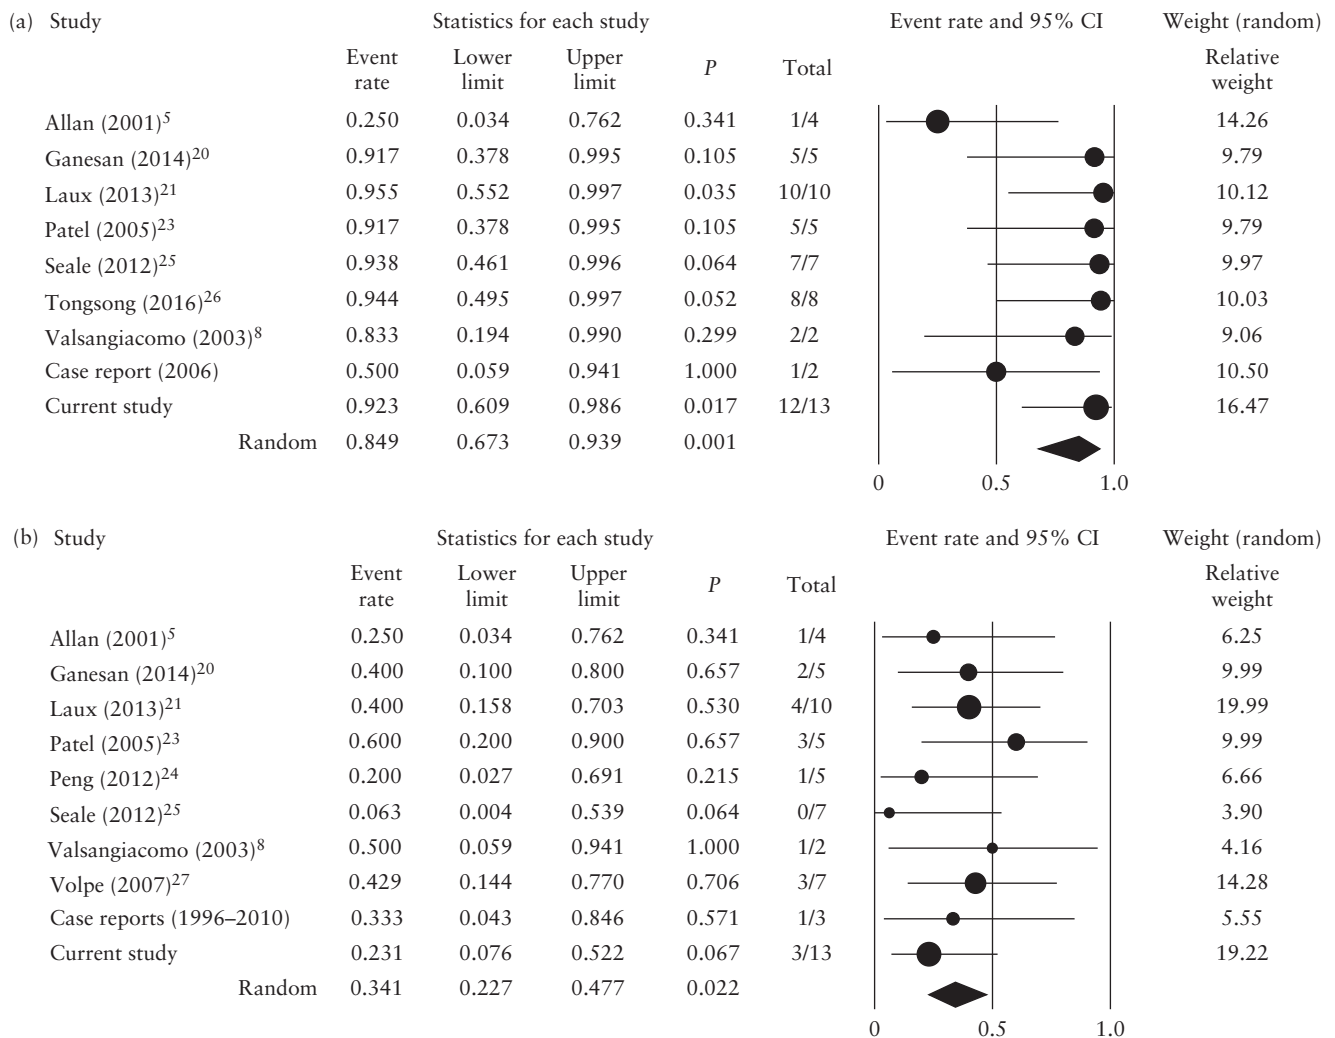 (a) Study Statistics for each study Event rate and 95% CI Weight (random)
Event rate Lower limit Upper limit P Total Relative weight
Allan (2001)5 0.250 0.034 0.762 0.341 1/4 14.26
Ganesan (2014)20 0.917 0.378 0.995 0.105 5/5 9.79
Laux (2013)21 0.955 0.552 0.997 0.035 10/10 10.12
Patel (2005)23 0.917 0.378 0.995 0.105 5/5 9.79
Seale (2012)25 0.938 0.461 0.996 0.064 7/7 9.97
Tongsong (2016)26 0.944 0.495 0.997 0.052 8/8 10.03
Valsangiacomo (2003)8 0.833 0.194 0.990 0.299 2/2 9.06
Case report (2006) 0.500 0.059 0.941 1.000 1/2 10.50
Current study 0.923 0.609 0.986 0.017 12/13 16.47
Random 0.849 0.673 0.939 0.001
0 0.5 1.0
(b) Study Statistics for each study Event rate and 95% CI Weight (random)
Event rate Lower limit Upper limit P Total Relative weight
Allan (2001)5 0.250 0.034 0.762 0.341 1/4 6.25
Ganesan (2014)20 0.400 0.100 0.800 0.657 2/5 9.99
Laux (2013)21 0.400 0.158 0.703 0.530 4/10 19.99
Patel (2005)23 0.600 0.200 0.900 0.657 3/5 9.99
Peng (2012)24 0.200 0.027 0.691 0.215 1/5 6.66
Seale (2012)25 0.063 0.004 0.539 0.064 0/7 3.90
Valsangiacomo (2003)8 0.500 0.059 0.941 1.000 1/2 4.16
Volpe (2007)27 0.429 0.144 0.770 0.706 3/7 14.28
Case reports (1996–2010) 0.333 0.043 0.846 0.571 1/3 5.55
Current study 0.231 0.076 0.522 0.067 3/13 19.22
Random 0.341 0.227 0.477 0.022
0 0.5 1.0